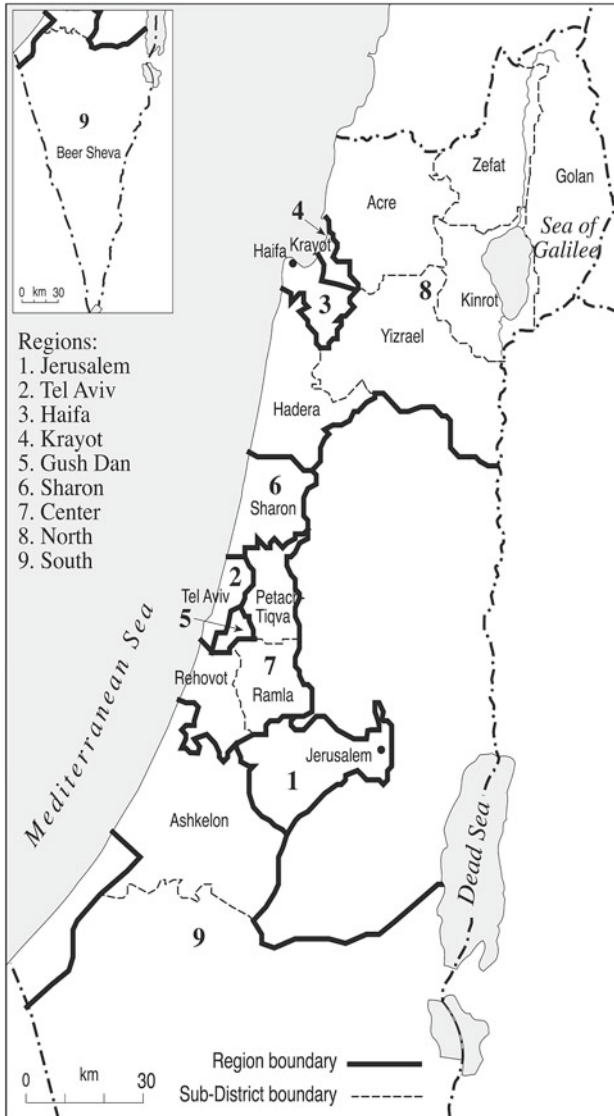 9
Beer Sheva
0 km 30
Regions:
1. Jerusalem
2. Tel Aviv
3. Haifa
4. Krayot
5. Gush Dan
6. Sharon
7. Center
8. North
9. South
Zefat
Golan
Acre
4
Sea of
Galilee
Haifa
Krayot
8
Kinrot
3
Yizrael
Hadera
6
Sharon
2
Tel Aviv
Petach
Tiqva
5
Rehovot
7
Ramla
Jerusalem
1
Mediterranean Sea
Ashkelon
Dead Sea
9
Region boundary
0 km 30
Sub-District boundary